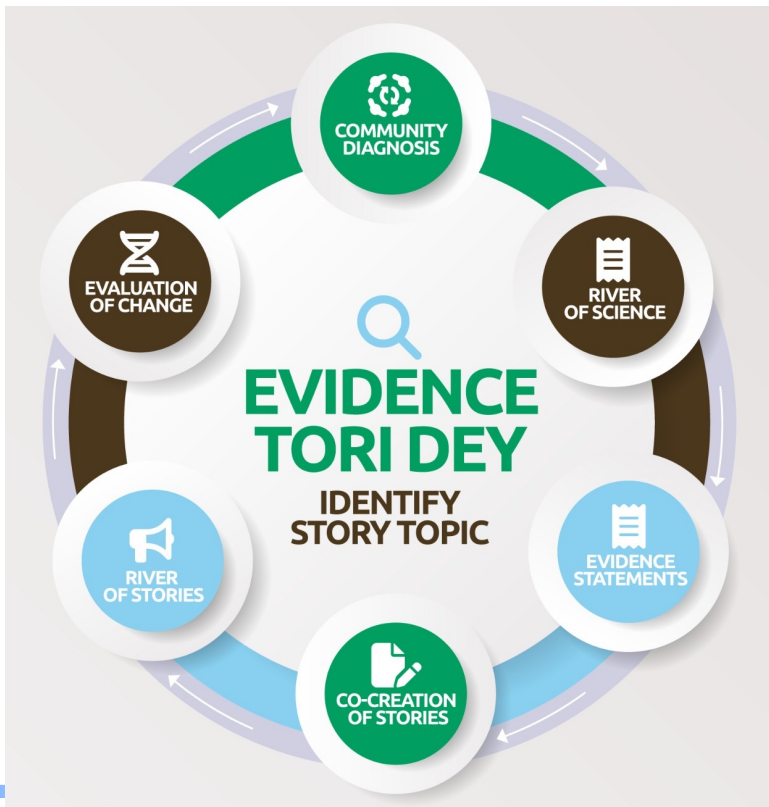 COMMUNITY
DIAGNOSIS
RIVER
OF SCIENCE
EVIDENCE
STATEMENTS
CO-CREATION
OF STORIES
RIVER
OF STORIES
EVALUATION
OF CHANGE
EVIDENCE
TORI DEY
IDENTIFY
STORY TOPIC